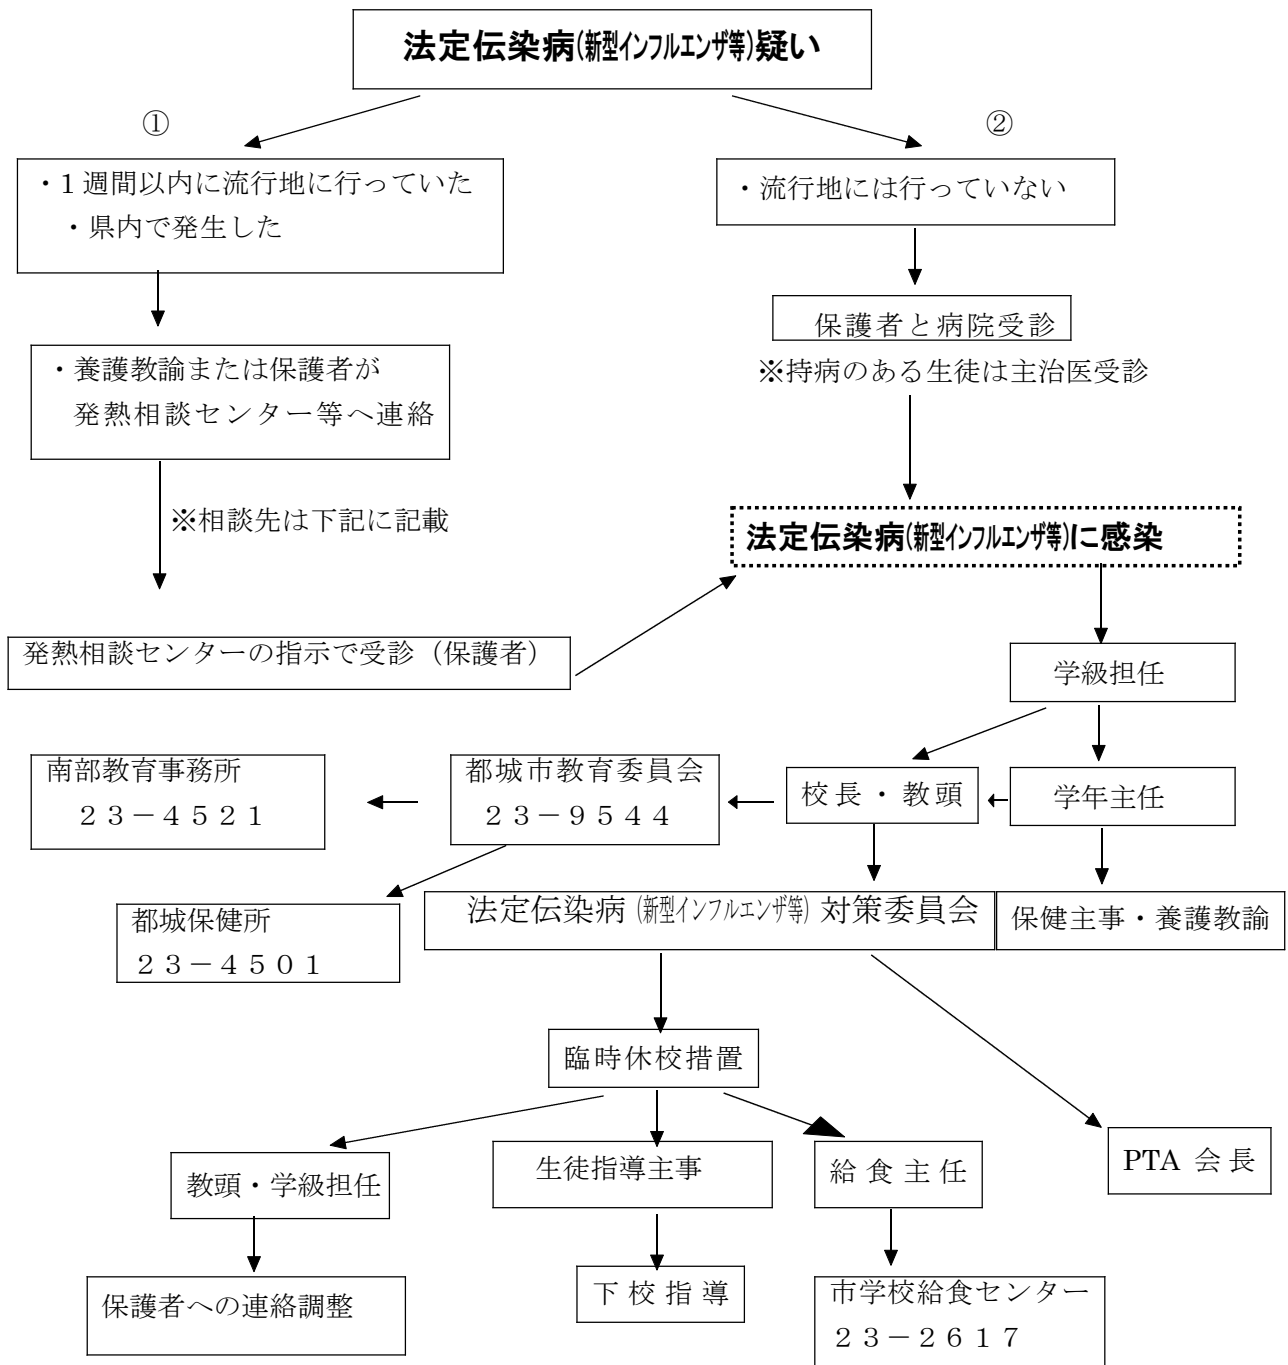 法定伝染病(新型インフルエンザ等)疑い
①
②
・1週間以内に流行地に行っていた
・県内で発生した
・流行地には行っていない
保護者と病院受診
※持病のある生徒は主治医受診
・養護教諭または保護者が
発熱相談センター等へ連絡
※相談先は下記に記載
法定伝染病(新型インフルエンザ等)に感染
発熱相談センターの指示で受診（保護者）
学級担任
南部教育事務所
２３－４５２１
都城市教育委員会
２３－９５４４
校長・教頭
学年主任
都城保健所
２３－４５０１
法定伝染病(新型インフルエンザ等)対策委員会
保健主事・養護教諭
臨時休校措置
教頭・学級担任
生徒指導主事
給食主任
PTA 会長
保護者への連絡調整
下校指導
市学校給食センター
２３－２６１７